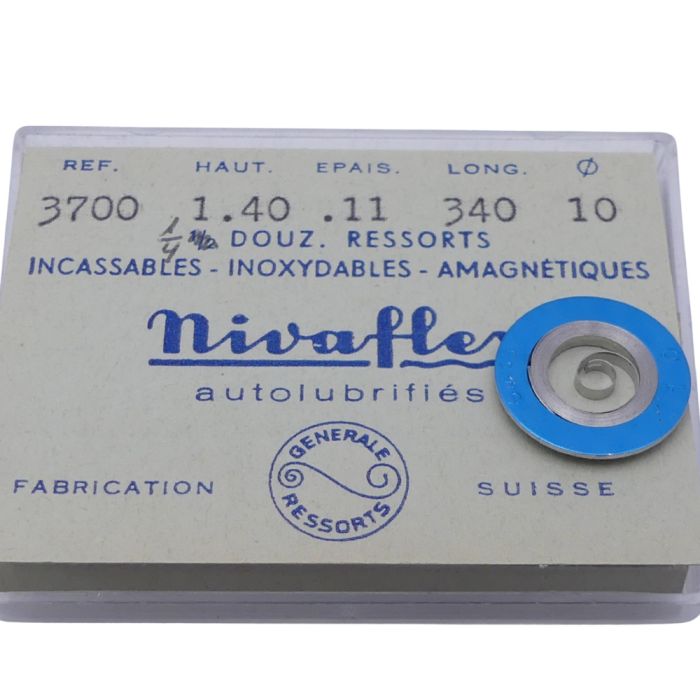 REF. HAUT. EPAIS. LONG. Ø
3700 1.40 .11 340 10
1/4 DOUZ. RESSORTS
INCASSABLES - INOXYDABLES - AMAGNÉTIQUES
Nivaflex
autolubrifiés
GENERALE
RESSORTS
FABRICATION SUISSE